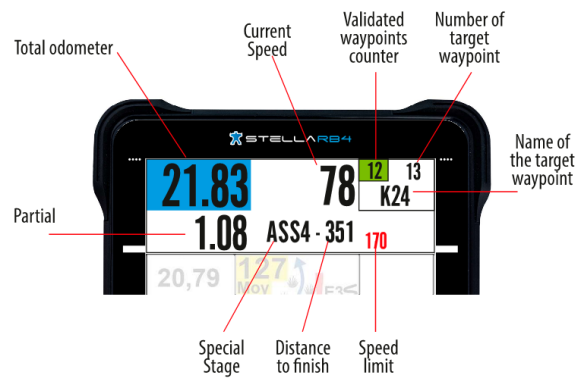 Total odometer
Current
Speed
Validated
waypoints
counter
Number of
target
waypoint
STELLARB4
21.83
78
12
13
K24
Name of
the target
waypoint
Partial
1.08
ASS4 - 351
170
20,79
127
Mov
Special
Stage
Distance
to finish
Speed
limit